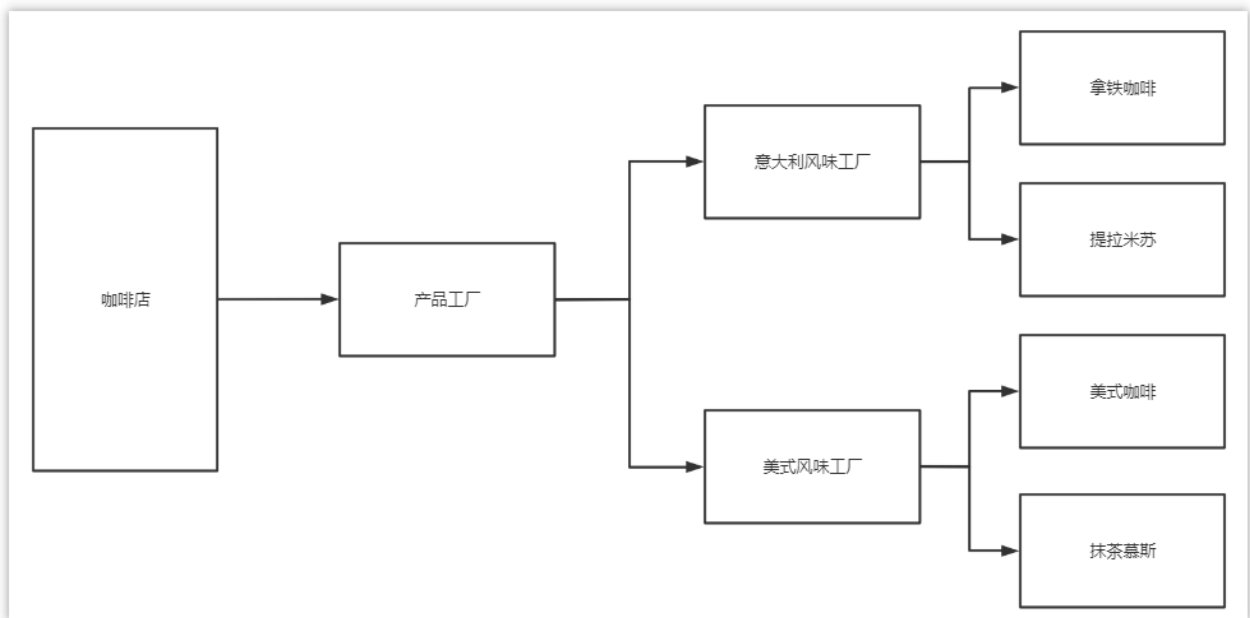 咖啡店
产品工厂
意大利风味工厂
拿铁咖啡
提拉米苏
美式风味工厂
美式咖啡
抹茶慕斯